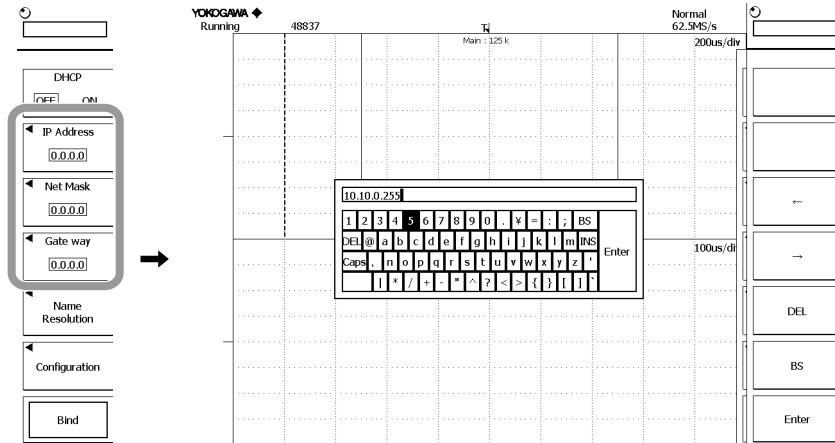 DHCP
OFF ON
IP Address
0.0.0.0
Net Mask
0.0.0.0
Gate way
0.0.0.0
Name
Resolution
Configuration
Bind
YOKOGAWA
Running 48837
Normal
62.5MS/s
Main : 125 k
200us/div
10.10.0.255
1 2 3 4 5 6 7 8 9 0 . ¥ = : ; BS
DEL @ a b c d e f g h i j k l m INS
Caps , n o p q r s t u v w x y z '
| * / + - " ^ ? < > { } [ ] `
Enter
100us/di
←
→
DEL
BS
Enter